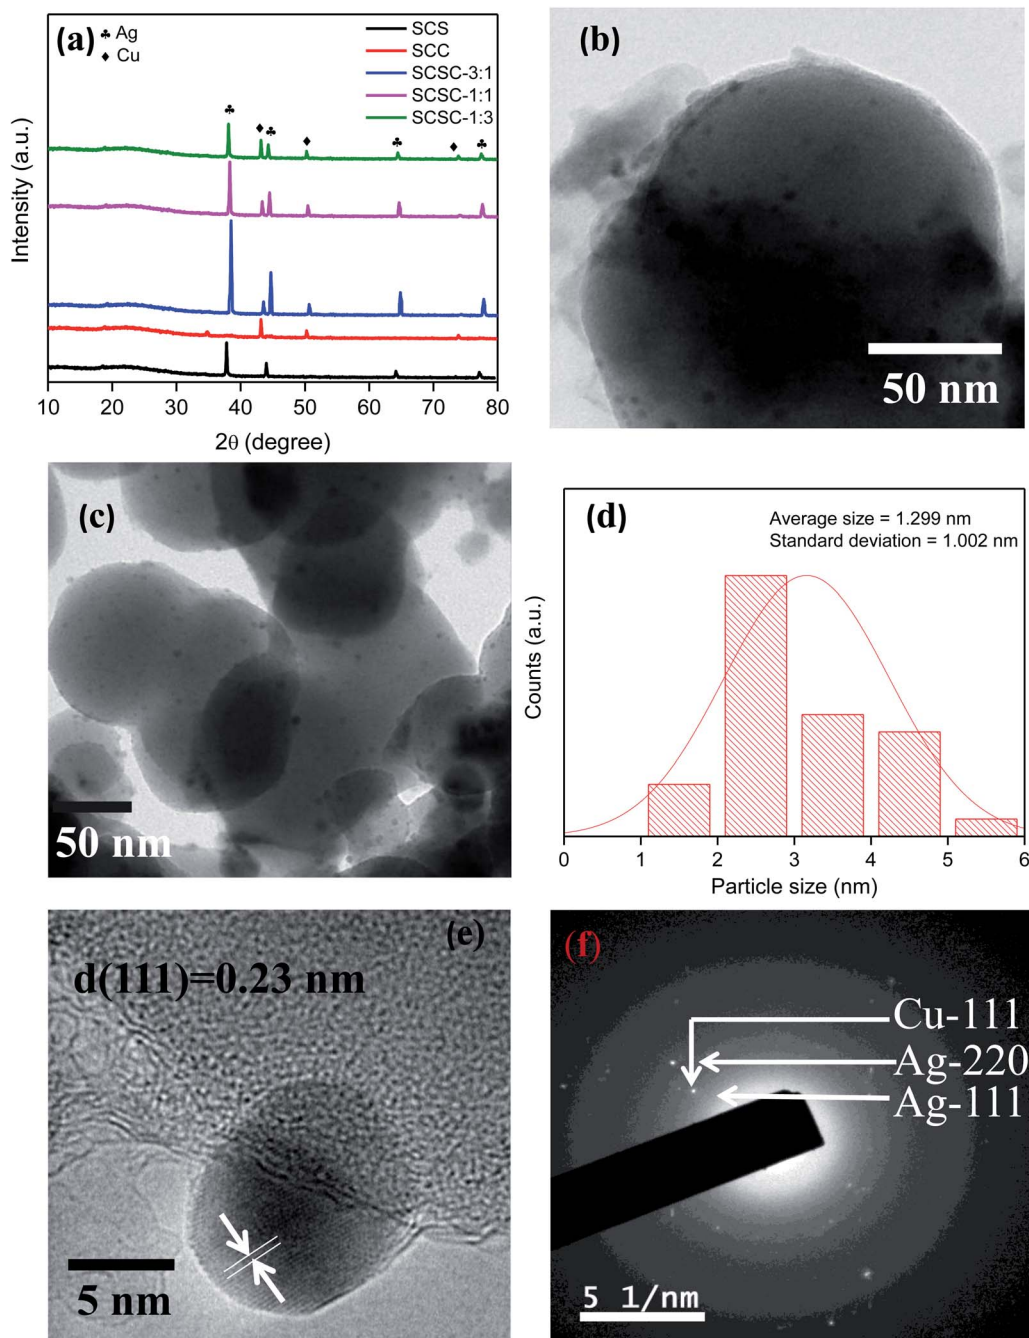 (a)
♣ Ag
♦ Cu
SCS
SCC
SCSC-3:1
SCSC-1:1
SCSC-1:3
Intensity (a.u.)
10 20 30 40 50 60 70 80
2θ (degree)
(b)
50 nm
(c)
50 nm
(d)
Average size = 1.299 nm
Standard deviation = 1.002 nm
Counts (a.u.)
0 1 2 3 4 5 6
Particle size (nm)
(e)
d(111)=0.23 nm
5 nm
(f)
Cu-111
Ag-220
Ag-111
5 1/nm